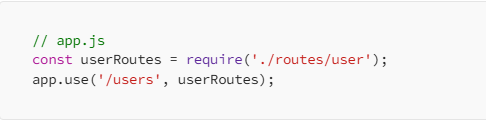 // app.js
const userRoutes = require('./routes/user');
app.use('/users', userRoutes);